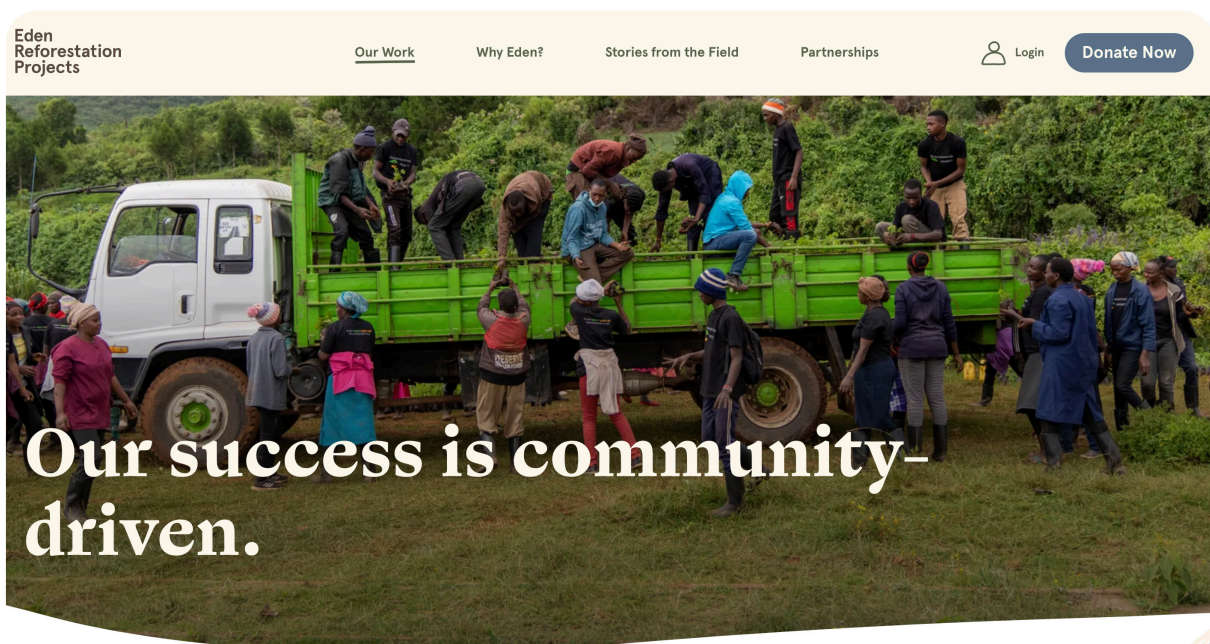 Eden
Reforestation
Projects
Our Work
Why Eden?
Stories from the Field
Partnerships
Login
Donate Now
Our success is community-
driven.